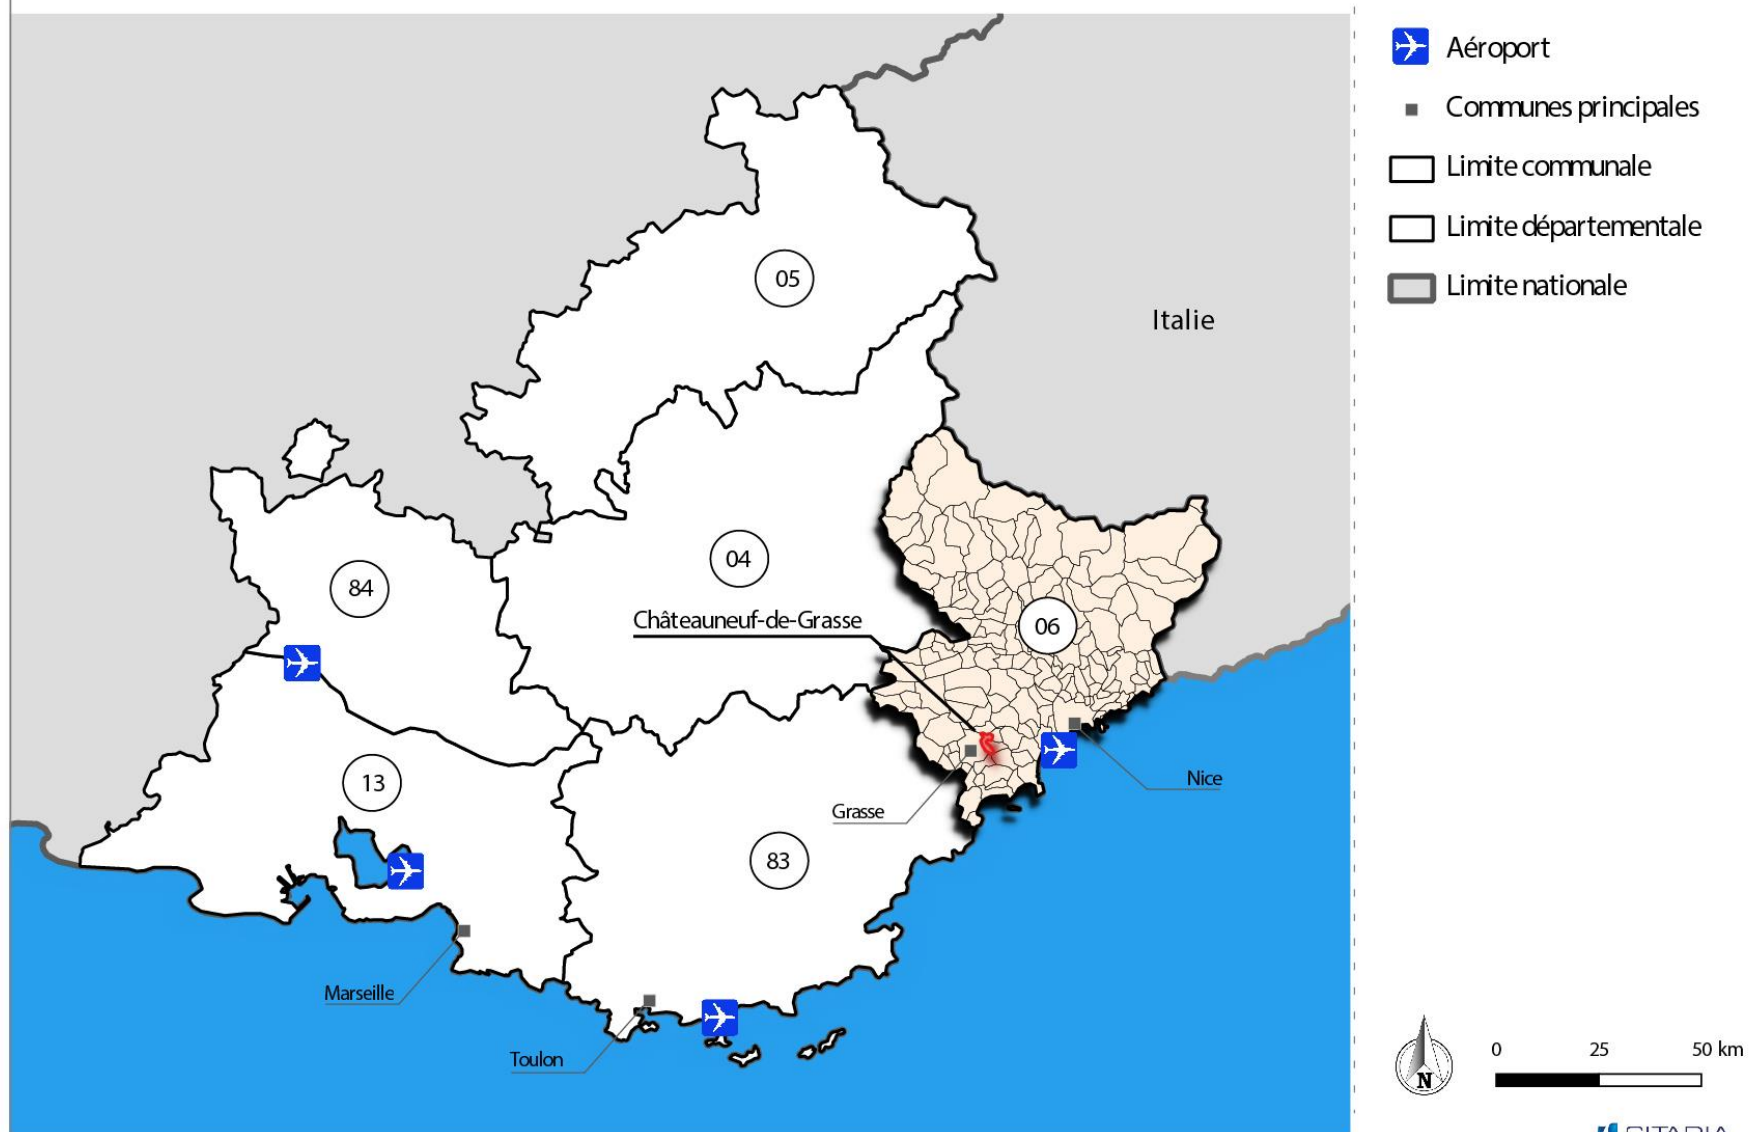 Aéroport
Communes principales
Limite communale
Limite départementale
Limite nationale
Italie
05
04
84
Châteauneuf-de-Grasse
06
13
Nice
Grasse
83
Marseille
Toulon
0 25 50 km
N